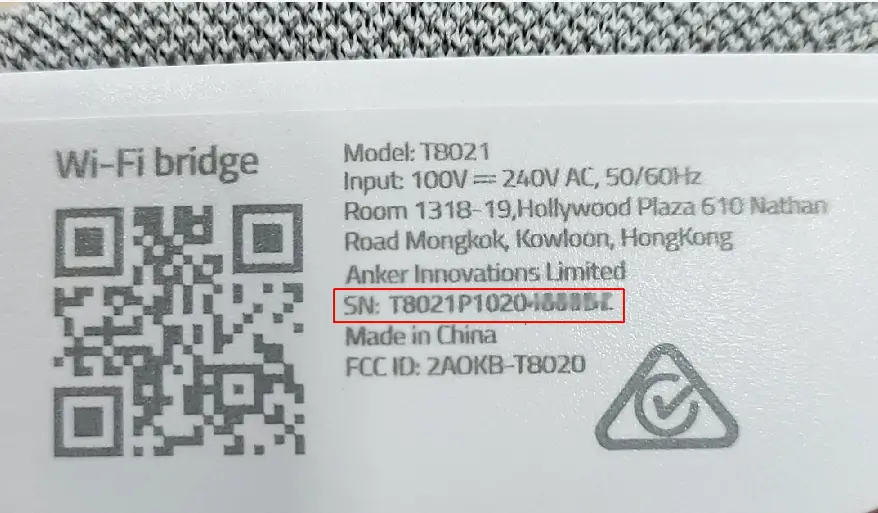 Wi-Fi bridge
Model: T8021
Input: 100V⎓240V AC, 50/60Hz
Room 1318-19,Hollywood Plaza 610 Nathan
Road Mongkok, Kowloon, HongKong
Anker Innovations Limited
SN: T8021P1020
Made in China
FCC ID: 2AOKB-T8020